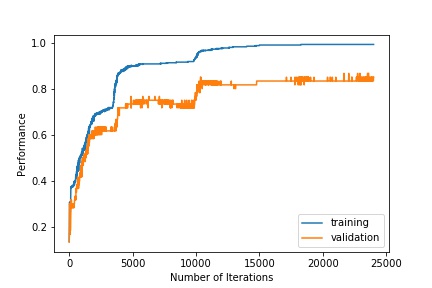 1.0
0.8
0.6
0.4
0.2
Performance
training
validation
0 5000 10000 15000 20000 25000
Number of Iterations